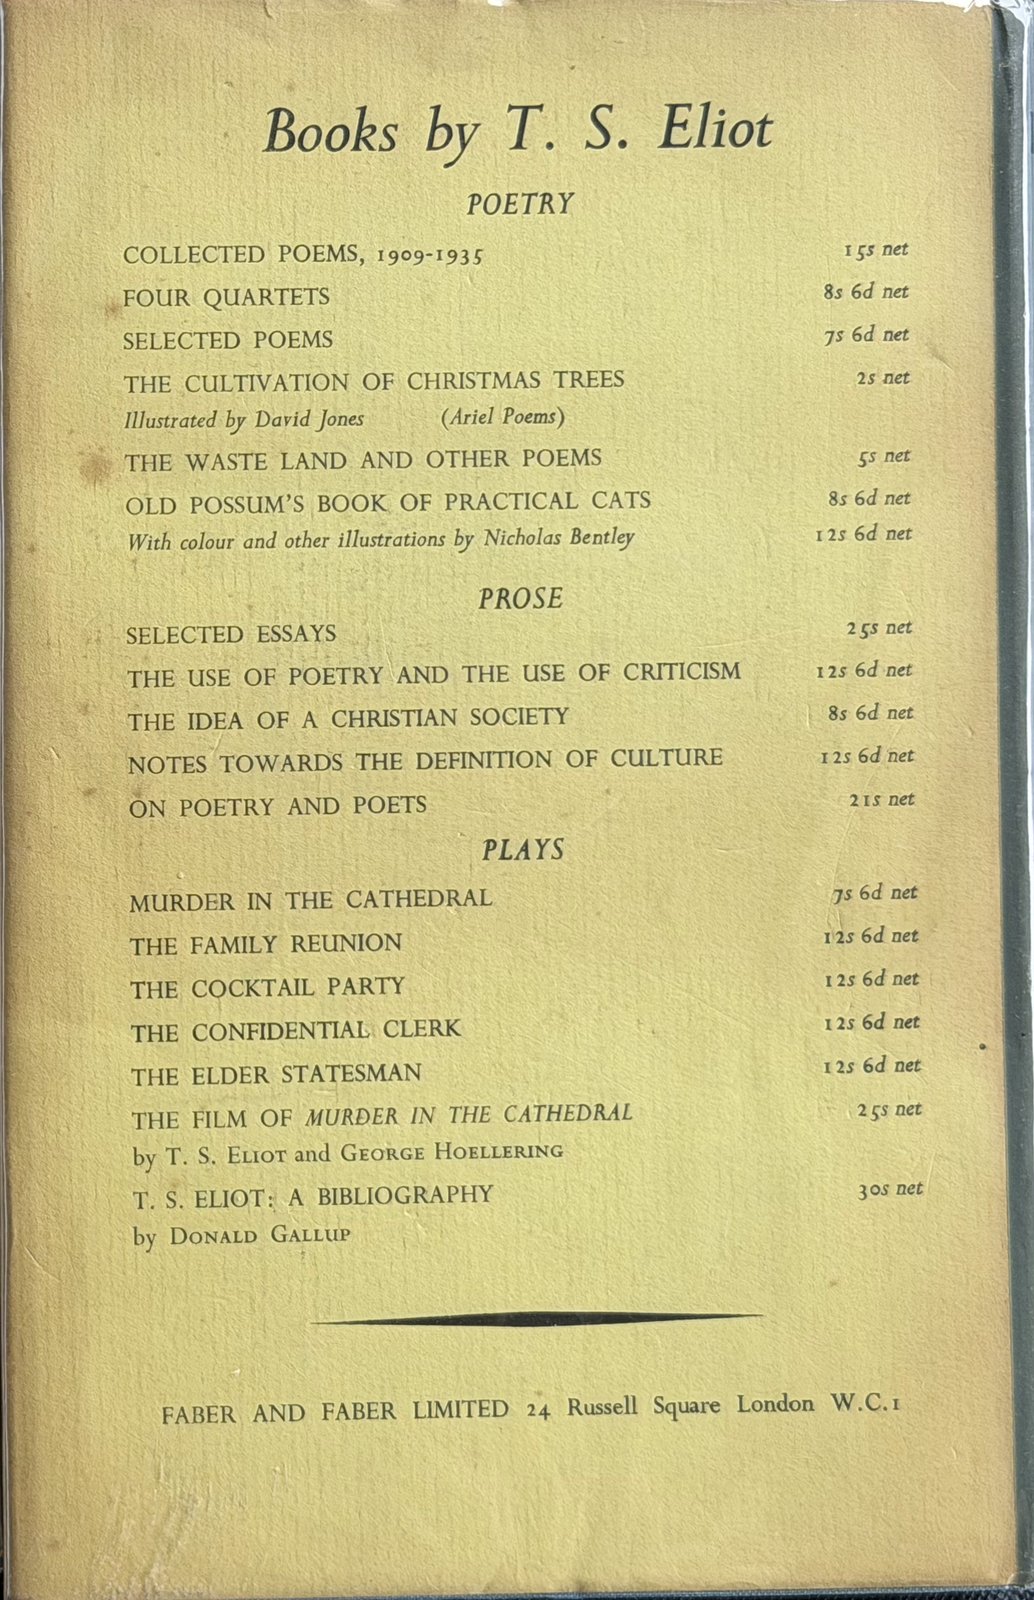 Books by T. S. Eliot
POETRY
COLLECTED POEMS, 1909-1935 15s net
FOUR QUARTETS 8s 6d net
SELECTED POEMS 7s 6d net
THE CULTIVATION OF CHRISTMAS TREES 2s net
Illustrated by David Jones (Ariel Poems)
THE WASTE LAND AND OTHER POEMS 5s net
OLD POSSUM'S BOOK OF PRACTICAL CATS 8s 6d net
With colour and other illustrations by Nicholas Bentley 12s 6d net
PROSE
SELECTED ESSAYS 25s net
THE USE OF POETRY AND THE USE OF CRITICISM 12s 6d net
THE IDEA OF A CHRISTIAN SOCIETY 8s 6d net
NOTES TOWARDS THE DEFINITION OF CULTURE 12s 6d net
ON POETRY AND POETS 21s net
PLAYS
MURDER IN THE CATHEDRAL 7s 6d net
THE FAMILY REUNION 12s 6d net
THE COCKTAIL PARTY 12s 6d net
THE CONFIDENTIAL CLERK 12s 6d net
THE ELDER STATESMAN 12s 6d net
THE FILM OF MURDER IN THE CATHEDRAL 25s net
by T. S. ELIOT and GEORGE HOELLERING
T. S. ELIOT: A BIBLIOGRAPHY 30s net
by DONALD GALLUP
FABER AND FABER LIMITED 24 Russell Square London W.C.1